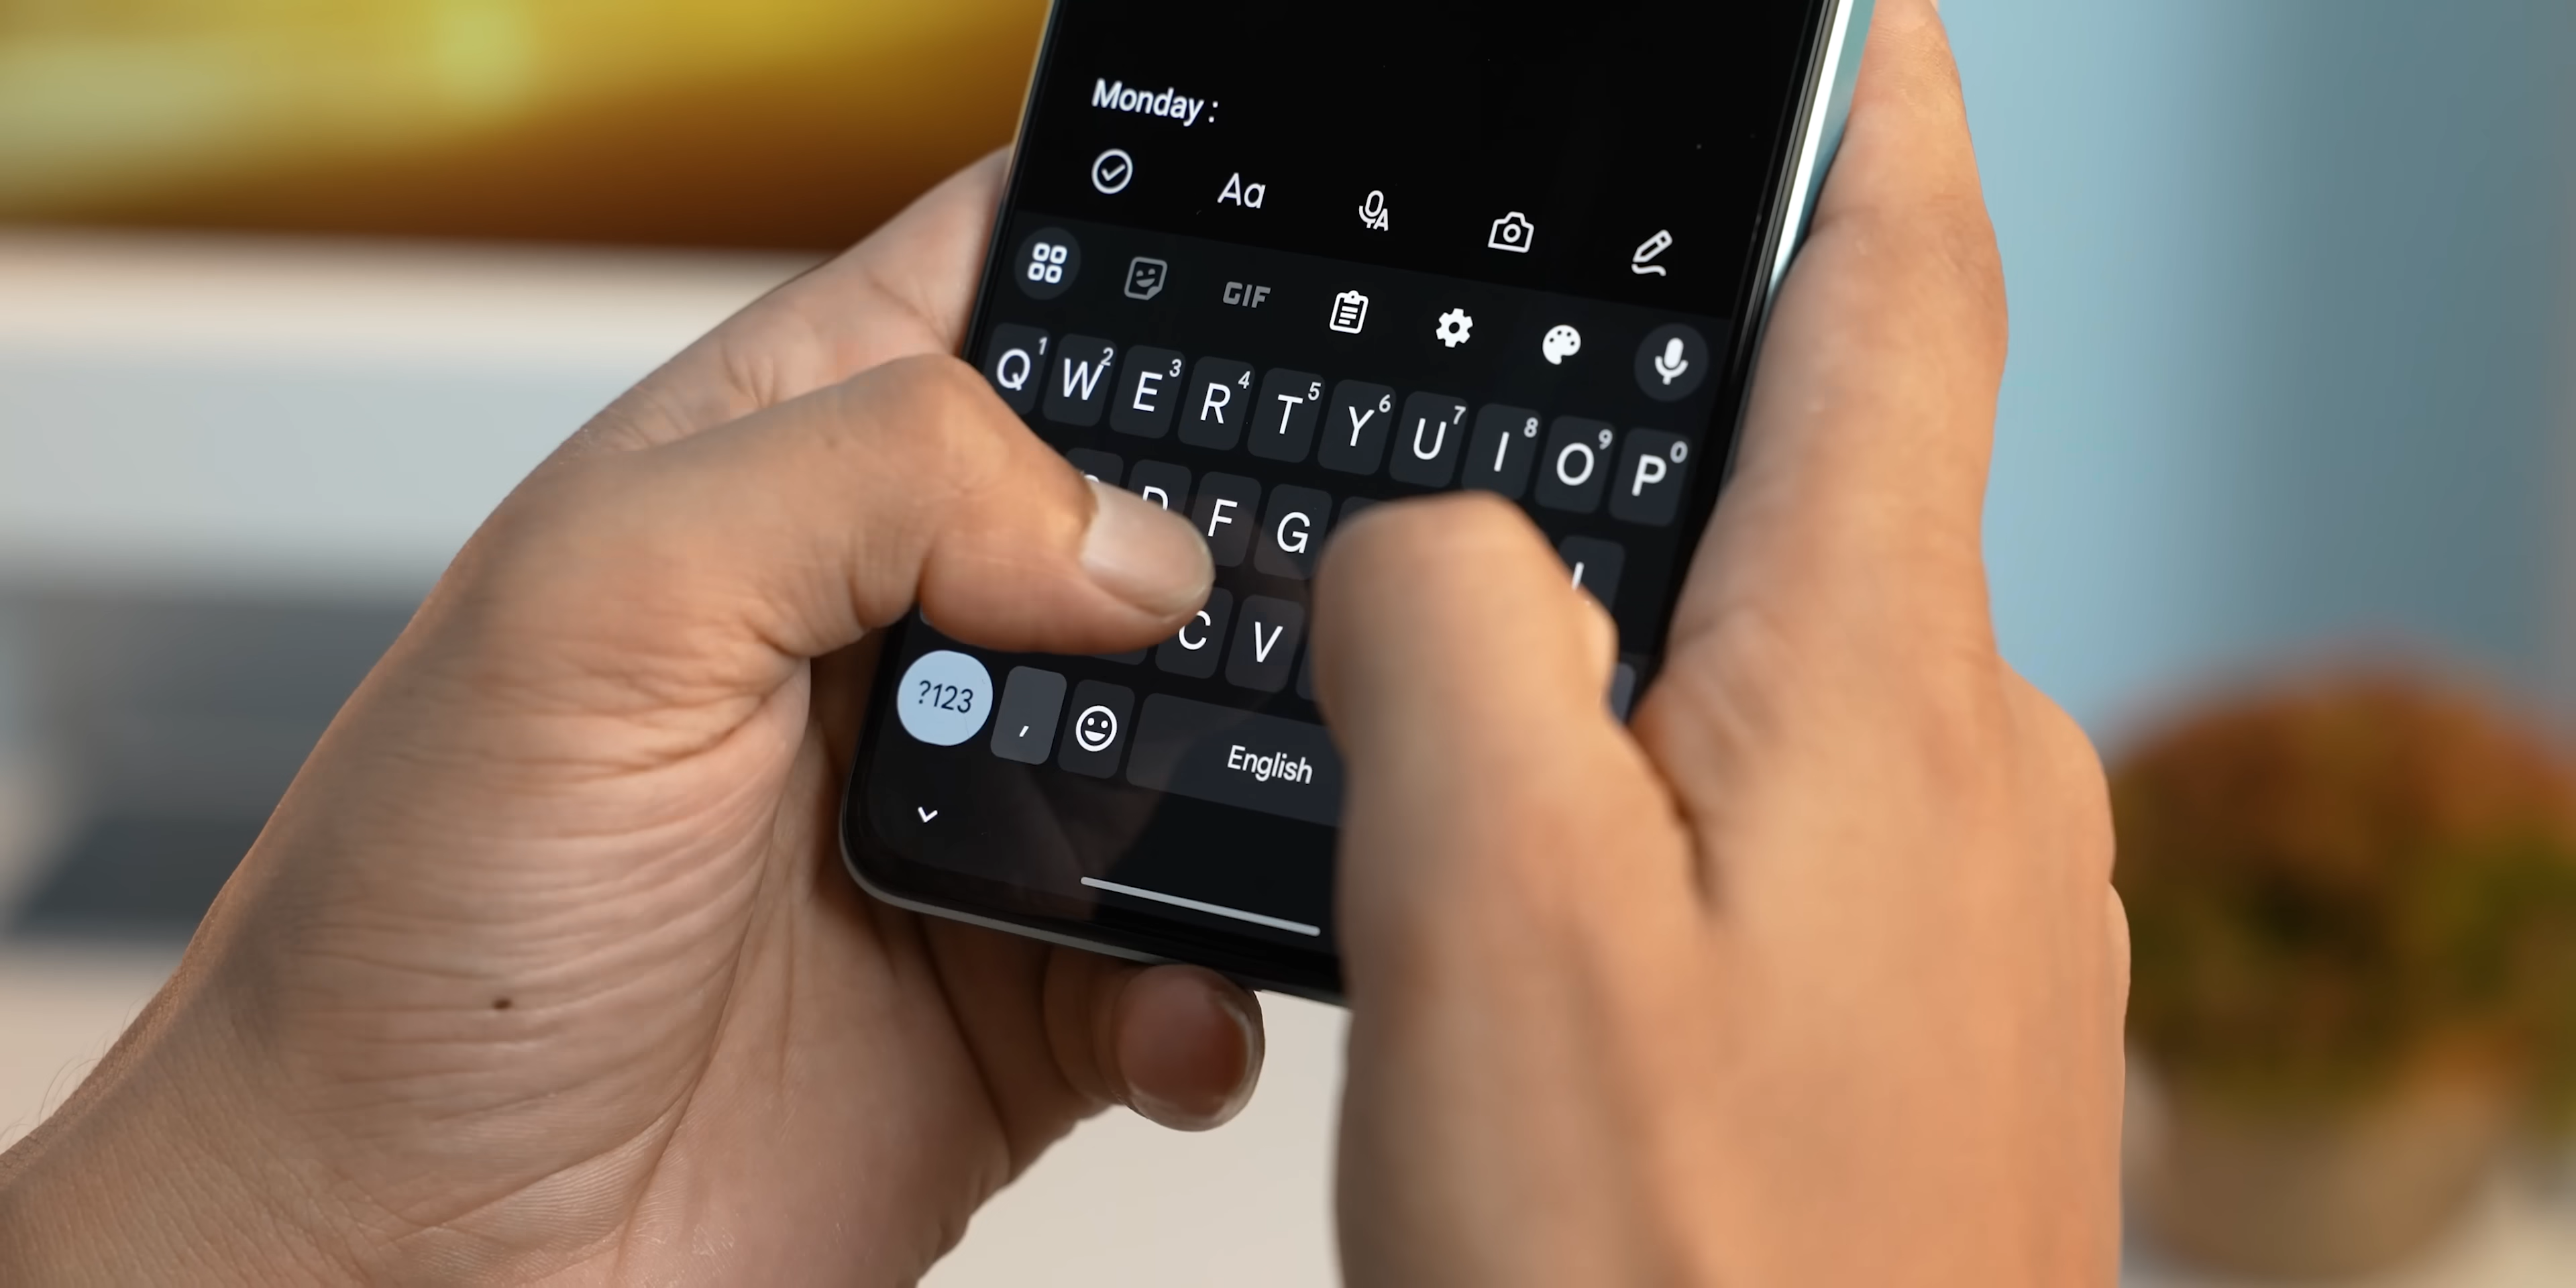 Monday :
Aa
GIF
Q1 W2 E3 R4 T5 Y6 U7 I8 O9 P0
D F G L
C V
?123 , English